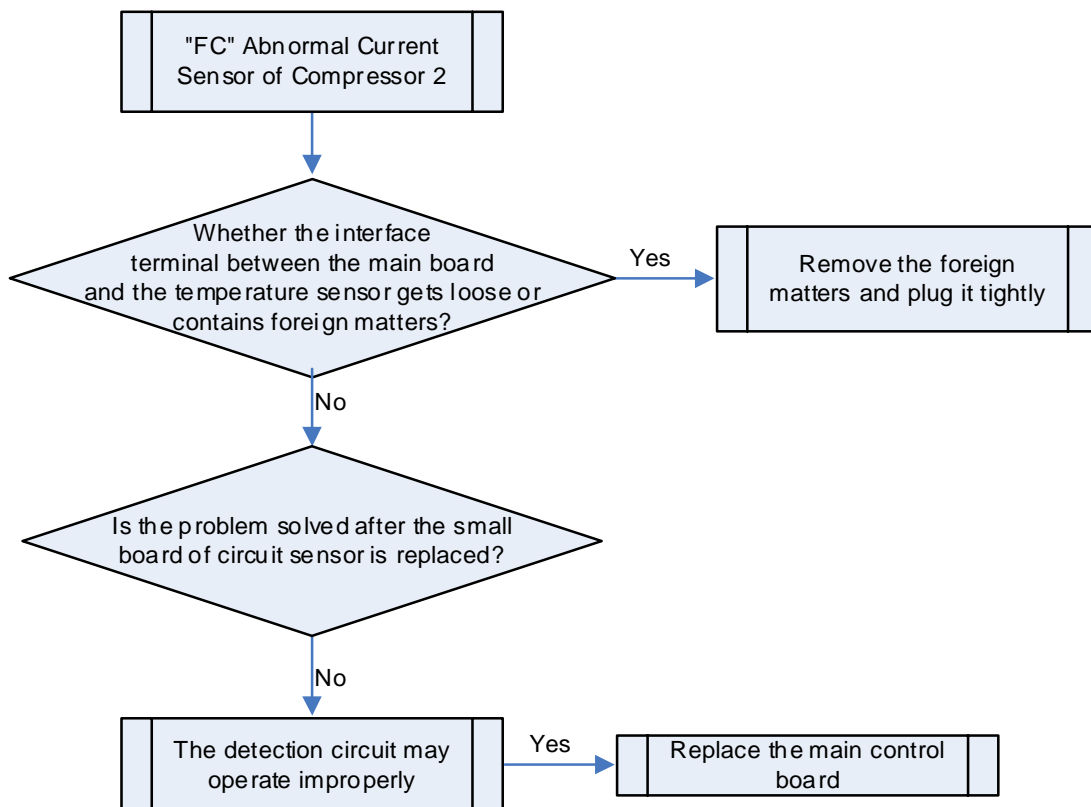 "FC" Abnormal Current
Sensor of Compressor 2
Whether the interface
terminal between the main board
and the temperature sensor gets loose or
contains foreign matters?
Yes
Remove the foreign
matters and plug it tightly
No
Is the problem solved after the small
board of circuit sensor is replaced?
No
The detection circuit may
operate improperly
Yes
Replace the main control
board